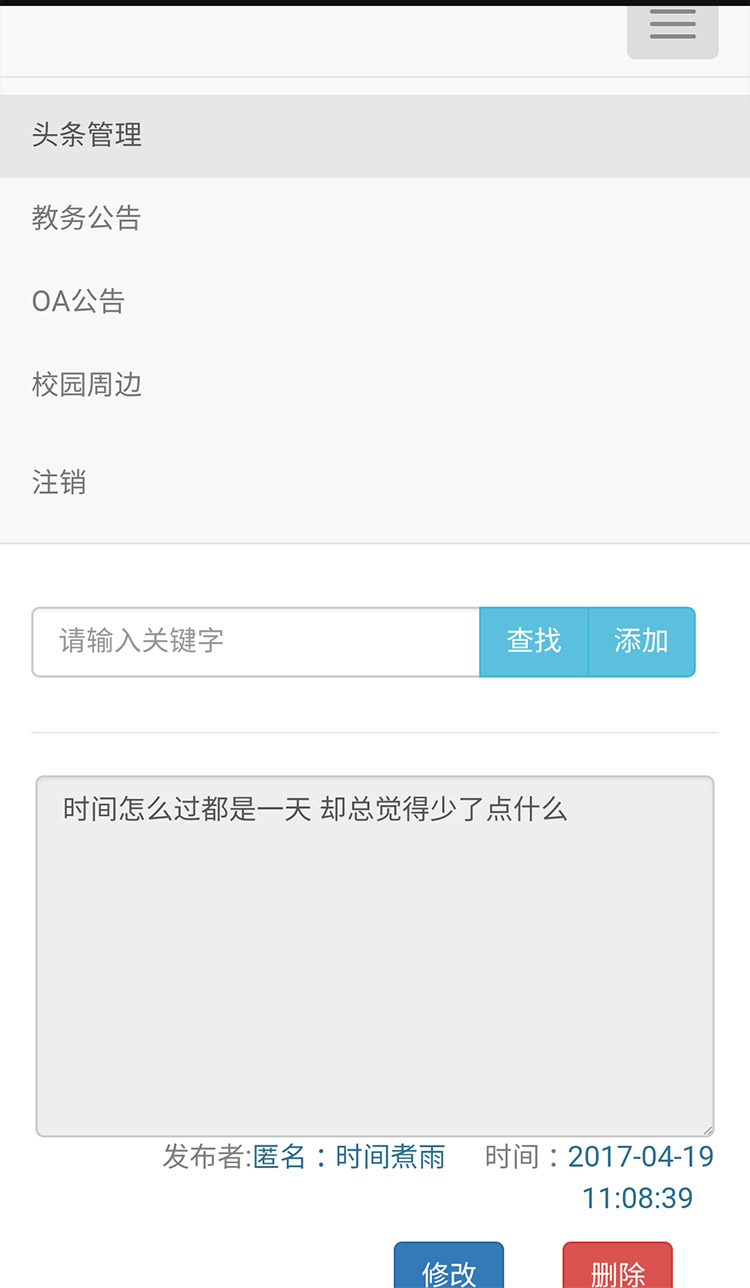 头条管理
教务公告
OA公告
校园周边
注销
请输入关键字 查找 添加
时间怎么过都是一天 却总觉得少了点什么
发布者:匿名：时间煮雨 时间：2017-04-19
11:08:39
修改 删除